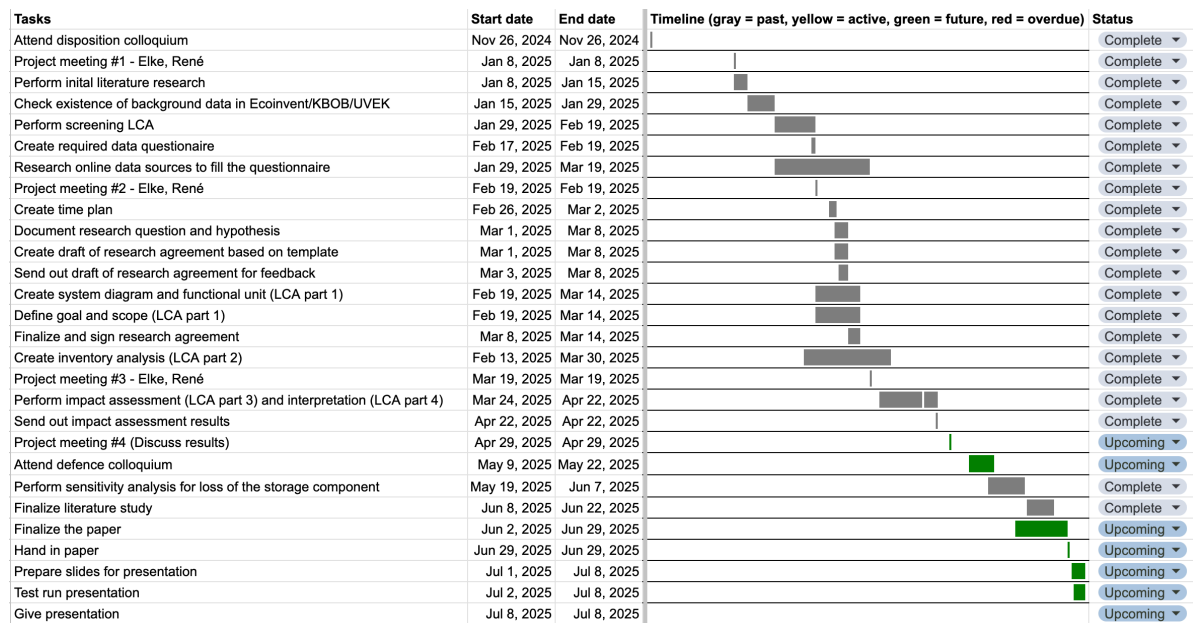 Tasks Start date End date Timeline (gray = past, yellow = active, green = future, red = overdue) Status
Attend disposition colloquium Nov 26, 2024 Nov 26, 2024 Complete
Project meeting #1 - Elke, René Jan 8, 2025 Jan 8, 2025 Complete
Perform inital literature research Jan 8, 2025 Jan 15, 2025 Complete
Check existence of background data in Ecoinvent/KBOB/UVEK Jan 15, 2025 Jan 29, 2025 Complete
Perform screening LCA Jan 29, 2025 Feb 19, 2025 Complete
Create required data questionaire Feb 17, 2025 Feb 19, 2025 Complete
Research online data sources to fill the questionnaire Jan 29, 2025 Mar 19, 2025 Complete
Project meeting #2 - Elke, René Feb 19, 2025 Feb 19, 2025 Complete
Create time plan Feb 26, 2025 Mar 2, 2025 Complete
Document research question and hypothesis Mar 1, 2025 Mar 8, 2025 Complete
Create draft of research agreement based on template Mar 1, 2025 Mar 8, 2025 Complete
Send out draft of research agreement for feedback Mar 3, 2025 Mar 8, 2025 Complete
Create system diagram and functional unit (LCA part 1) Feb 19, 2025 Mar 14, 2025 Complete
Define goal and scope (LCA part 1) Feb 19, 2025 Mar 14, 2025 Complete
Finalize and sign research agreement Mar 8, 2025 Mar 14, 2025 Complete
Create inventory analysis (LCA part 2) Feb 13, 2025 Mar 30, 2025 Complete
Project meeting #3 - Elke, René Mar 19, 2025 Mar 19, 2025 Complete
Perform impact assessment (LCA part 3) and interpretation (LCA part 4) Mar 24, 2025 Apr 22, 2025 Complete
Send out impact assessment results Apr 22, 2025 Apr 22, 2025 Complete
Project meeting #4 (Discuss results) Apr 29, 2025 Apr 29, 2025 Upcoming
Attend defence colloquium May 9, 2025 May 22, 2025 Upcoming
Perform sensitivity analysis for loss of the storage component May 19, 2025 Jun 7, 2025 Complete
Finalize literature study Jun 8, 2025 Jun 22, 2025 Complete
Finalize the paper Jun 2, 2025 Jun 29, 2025 Upcoming
Hand in paper Jun 29, 2025 Jun 29, 2025 Upcoming
Prepare slides for presentation Jul 1, 2025 Jul 8, 2025 Upcoming
Test run presentation Jul 2, 2025 Jul 8, 2025 Upcoming
Give presentation Jul 8, 2025 Jul 8, 2025 Upcoming